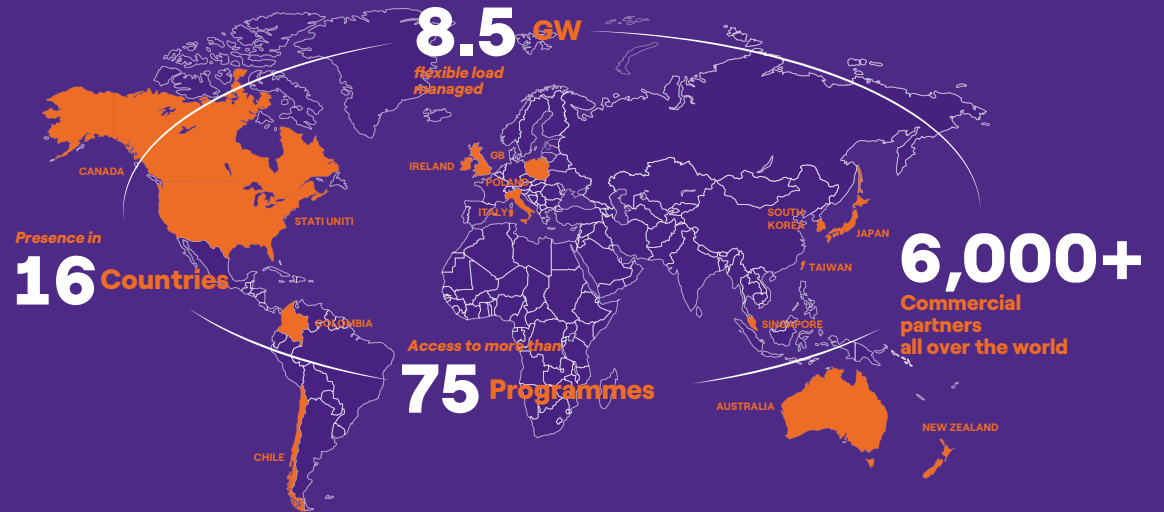 8.5 GW
flexible load
managed
CANADA
IRELAND
GB
POLAND
ITALY
STATI UNITI
SOUTH
KOREA
JAPAN
TAIWAN
Presence in
16 Countries
6,000+
Commercial
partners
all over the world
COLOMBIA
SINGAPORE
Access to more than
75 Programmes
AUSTRALIA
NEW ZEALAND
CHILE